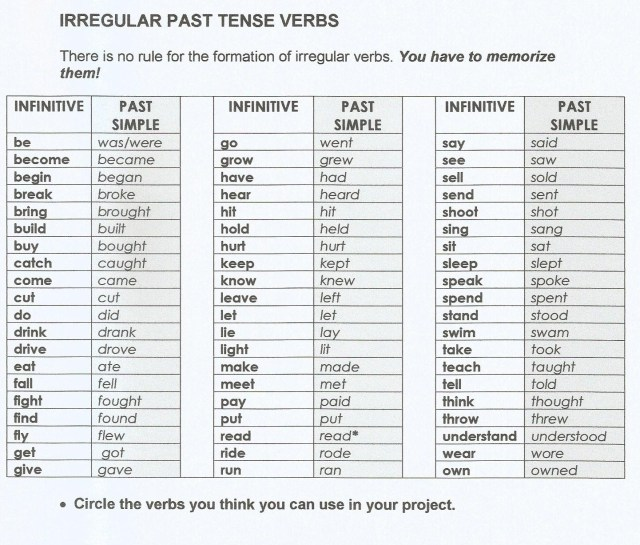 IRREGULAR PAST TENSE VERBS
There is no rule for the formation of irregular verbs. You have to memorize
them!
INFINITIVE PAST SIMPLE INFINITIVE PAST SIMPLE INFINITIVE PAST SIMPLE
be was/were go went say said
become became grow grew see saw
begin began have had sell sold
break broke hear heard send sent
bring brought hit hit shoot shot
build built hold held sing sang
buy bought hurt hurt sit sat
catch caught keep kept sleep slept
come came know knew speak spoke
cut cut leave left spend spent
do did let let stand stood
drink drank lie lay swim swam
drive drove light lit take took
eat ate make made teach taught
fall fell meet met tell told
fight fought pay paid think thought
find found put put throw threw
fly flew read read* understand understood
get got ride rode wear wore
give gave run ran own owned
• Circle the verbs you think you can use in your project.